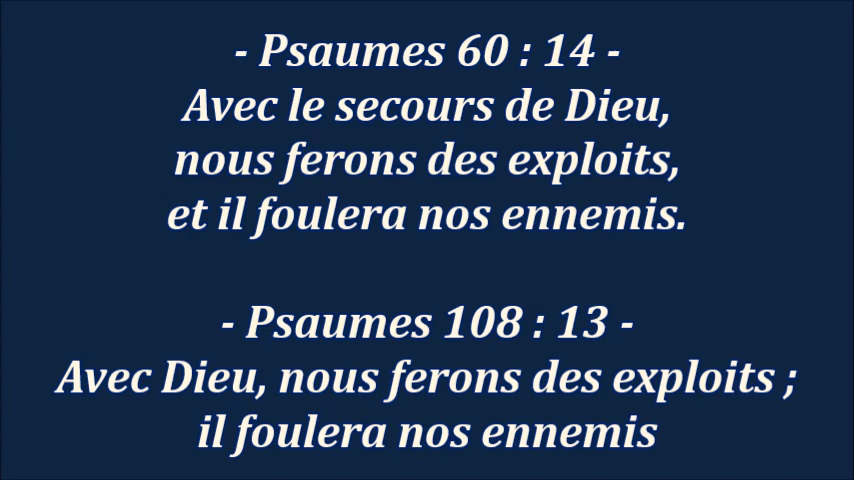 - Psaumes 60 : 14 -
Avec le secours de Dieu,
nous ferons des exploits,
et il foulera nos ennemis.
- Psaumes 108 : 13 -
Avec Dieu, nous ferons des exploits ;
il foulera nos ennemis